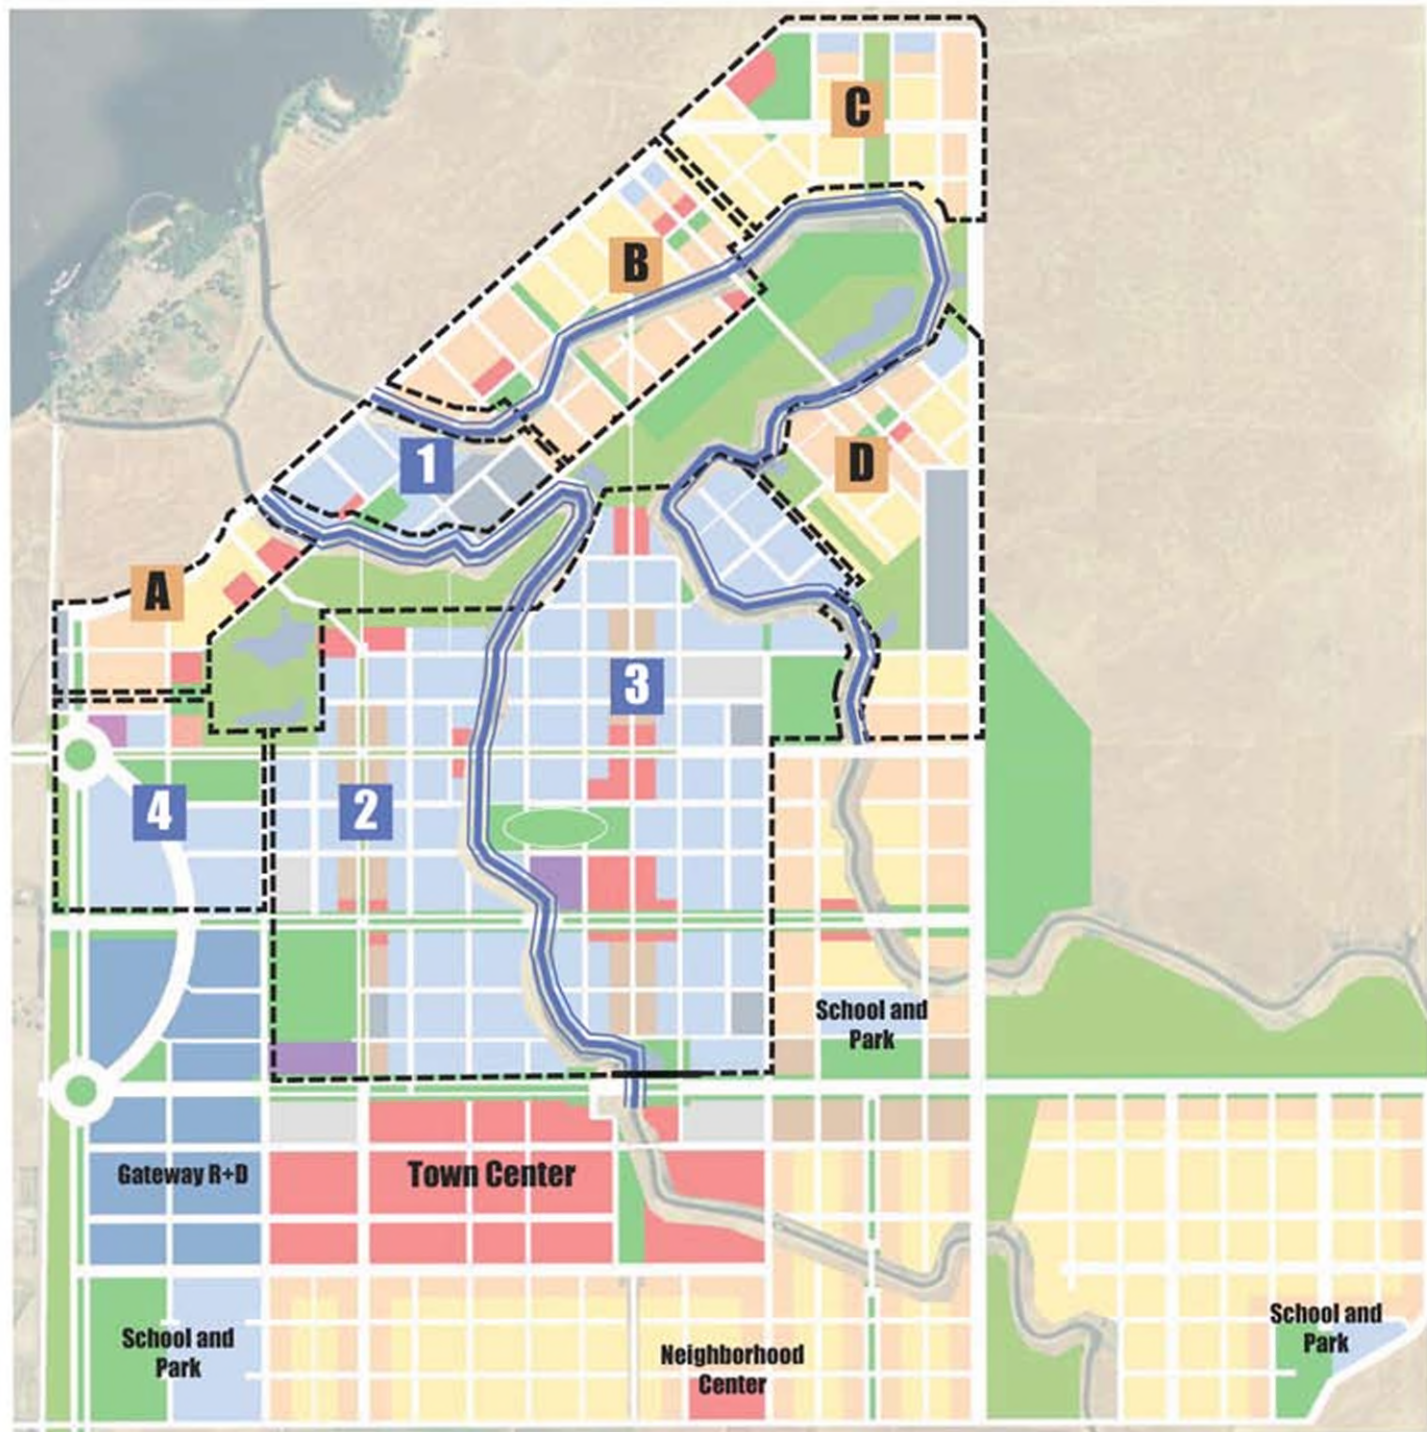 C
B
1
D
A
3
4
2
School and
Park
Gateway R+D
Town Center
School and
Park
Neighborhood
Center
School and
Park